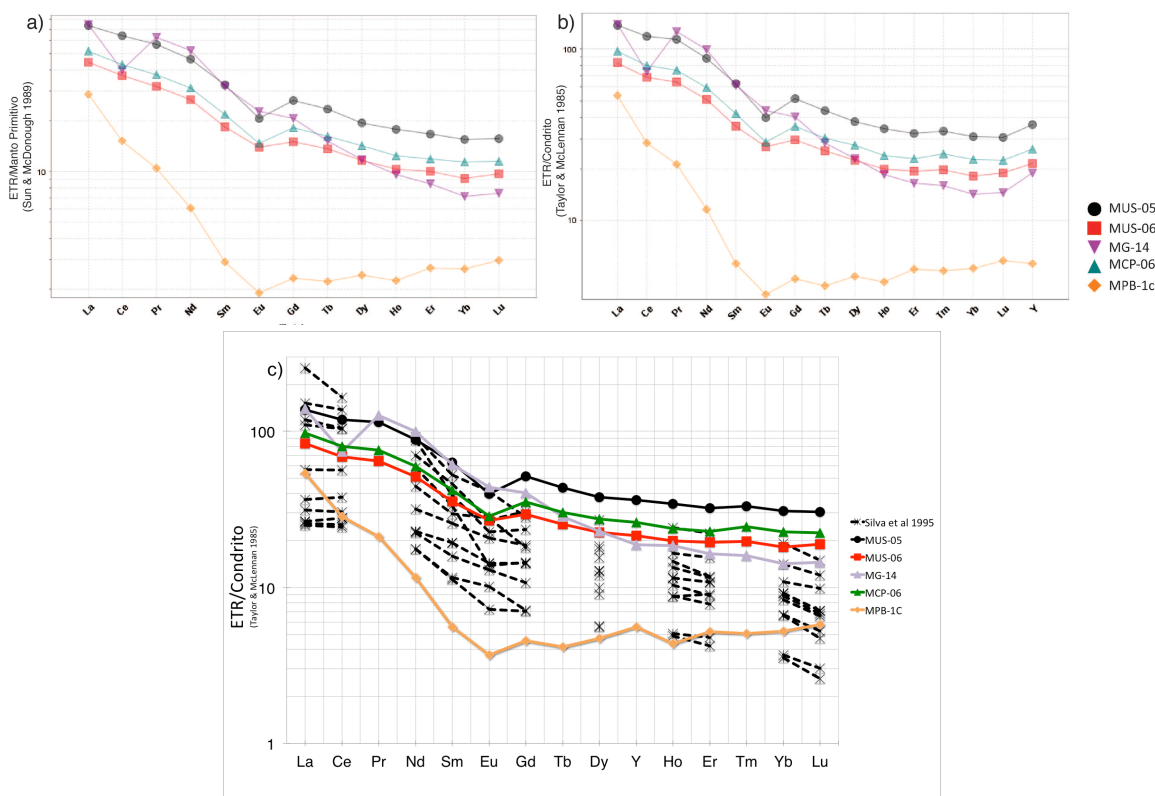 a)
ETR/Manto Primitivo
(Sun & McDonough 1989)
10
La Ce Pr Nd Sm Eu Gd Tb Dy Ho Er Yb Lu
b)
ETR/Condrito
(Taylor & McLennan 1985)
100
10
La Ce Pr Nd Sm Eu Gd Tb Dy Ho Er Tm Yb Lu Y
MUS-05
MUS-06
MG-14
MCP-06
MPB-1c
c)
ETR/Condrito
(Taylor & McLennan 1985)
100
10
1
La Ce Pr Nd Sm Eu Gd Tb Dy Y Ho Er Tm Yb Lu
Silva et al 1995
MUS-05
MUS-06
MG-14
MCP-06
MPB-1C